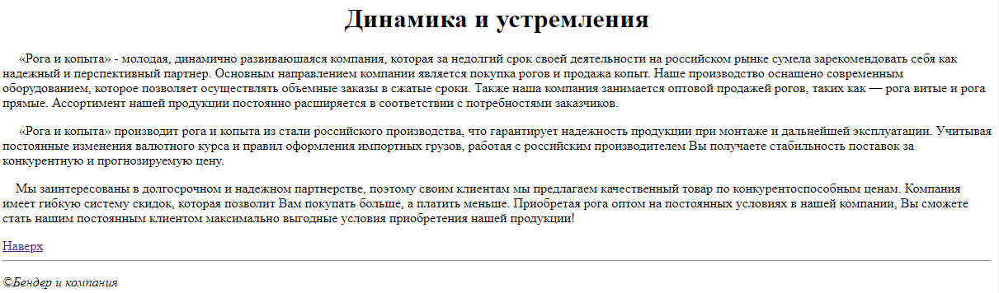 Динамика и устремления
«Рога и копыта» - молодая, динамично развивающаяся компания, которая за недолгий срок своей деятельности на российском рынке сумела зарекомендовать себя как
надежный и перспективный партнер. Основным направлением компании является покупка рогов и продажа копыт. Наше производство оснащено современным
оборудованием, которое позволяет осуществлять объемные заказы в сжатые сроки. Также наша компания занимается оптовой продажей рогов, таких как — рога витые и рога
прямые. Ассортимент нашей продукции постоянно расширяется в соответствии с потребностями заказчиков.
«Рога и копыта» производит рога и копыта из стали российского производства, что гарантирует надежность продукции при монтаже и дальнейшей эксплуатации. Учитывая
постоянные изменения валютного курса и правил оформления импортных грузов, работая с российским производителем Вы получаете стабильность поставок за
конкурентную и прогнозируемую цену.
Мы заинтересованы в долгосрочном и надежном партнерстве, поэтому своим клиентам мы предлагаем качественный товар по конкурентоспособным ценам. Компания
имеет гибкую систему скидок, которая позволит Вам покупать больше, а платить меньше. Приобретая рога оптом на постоянных условиях в нашей компании, Вы сможете
стать нашим постоянным клиентом максимально выгодные условия приобретения нашей продукции!
Наверх
©Бендер и компания